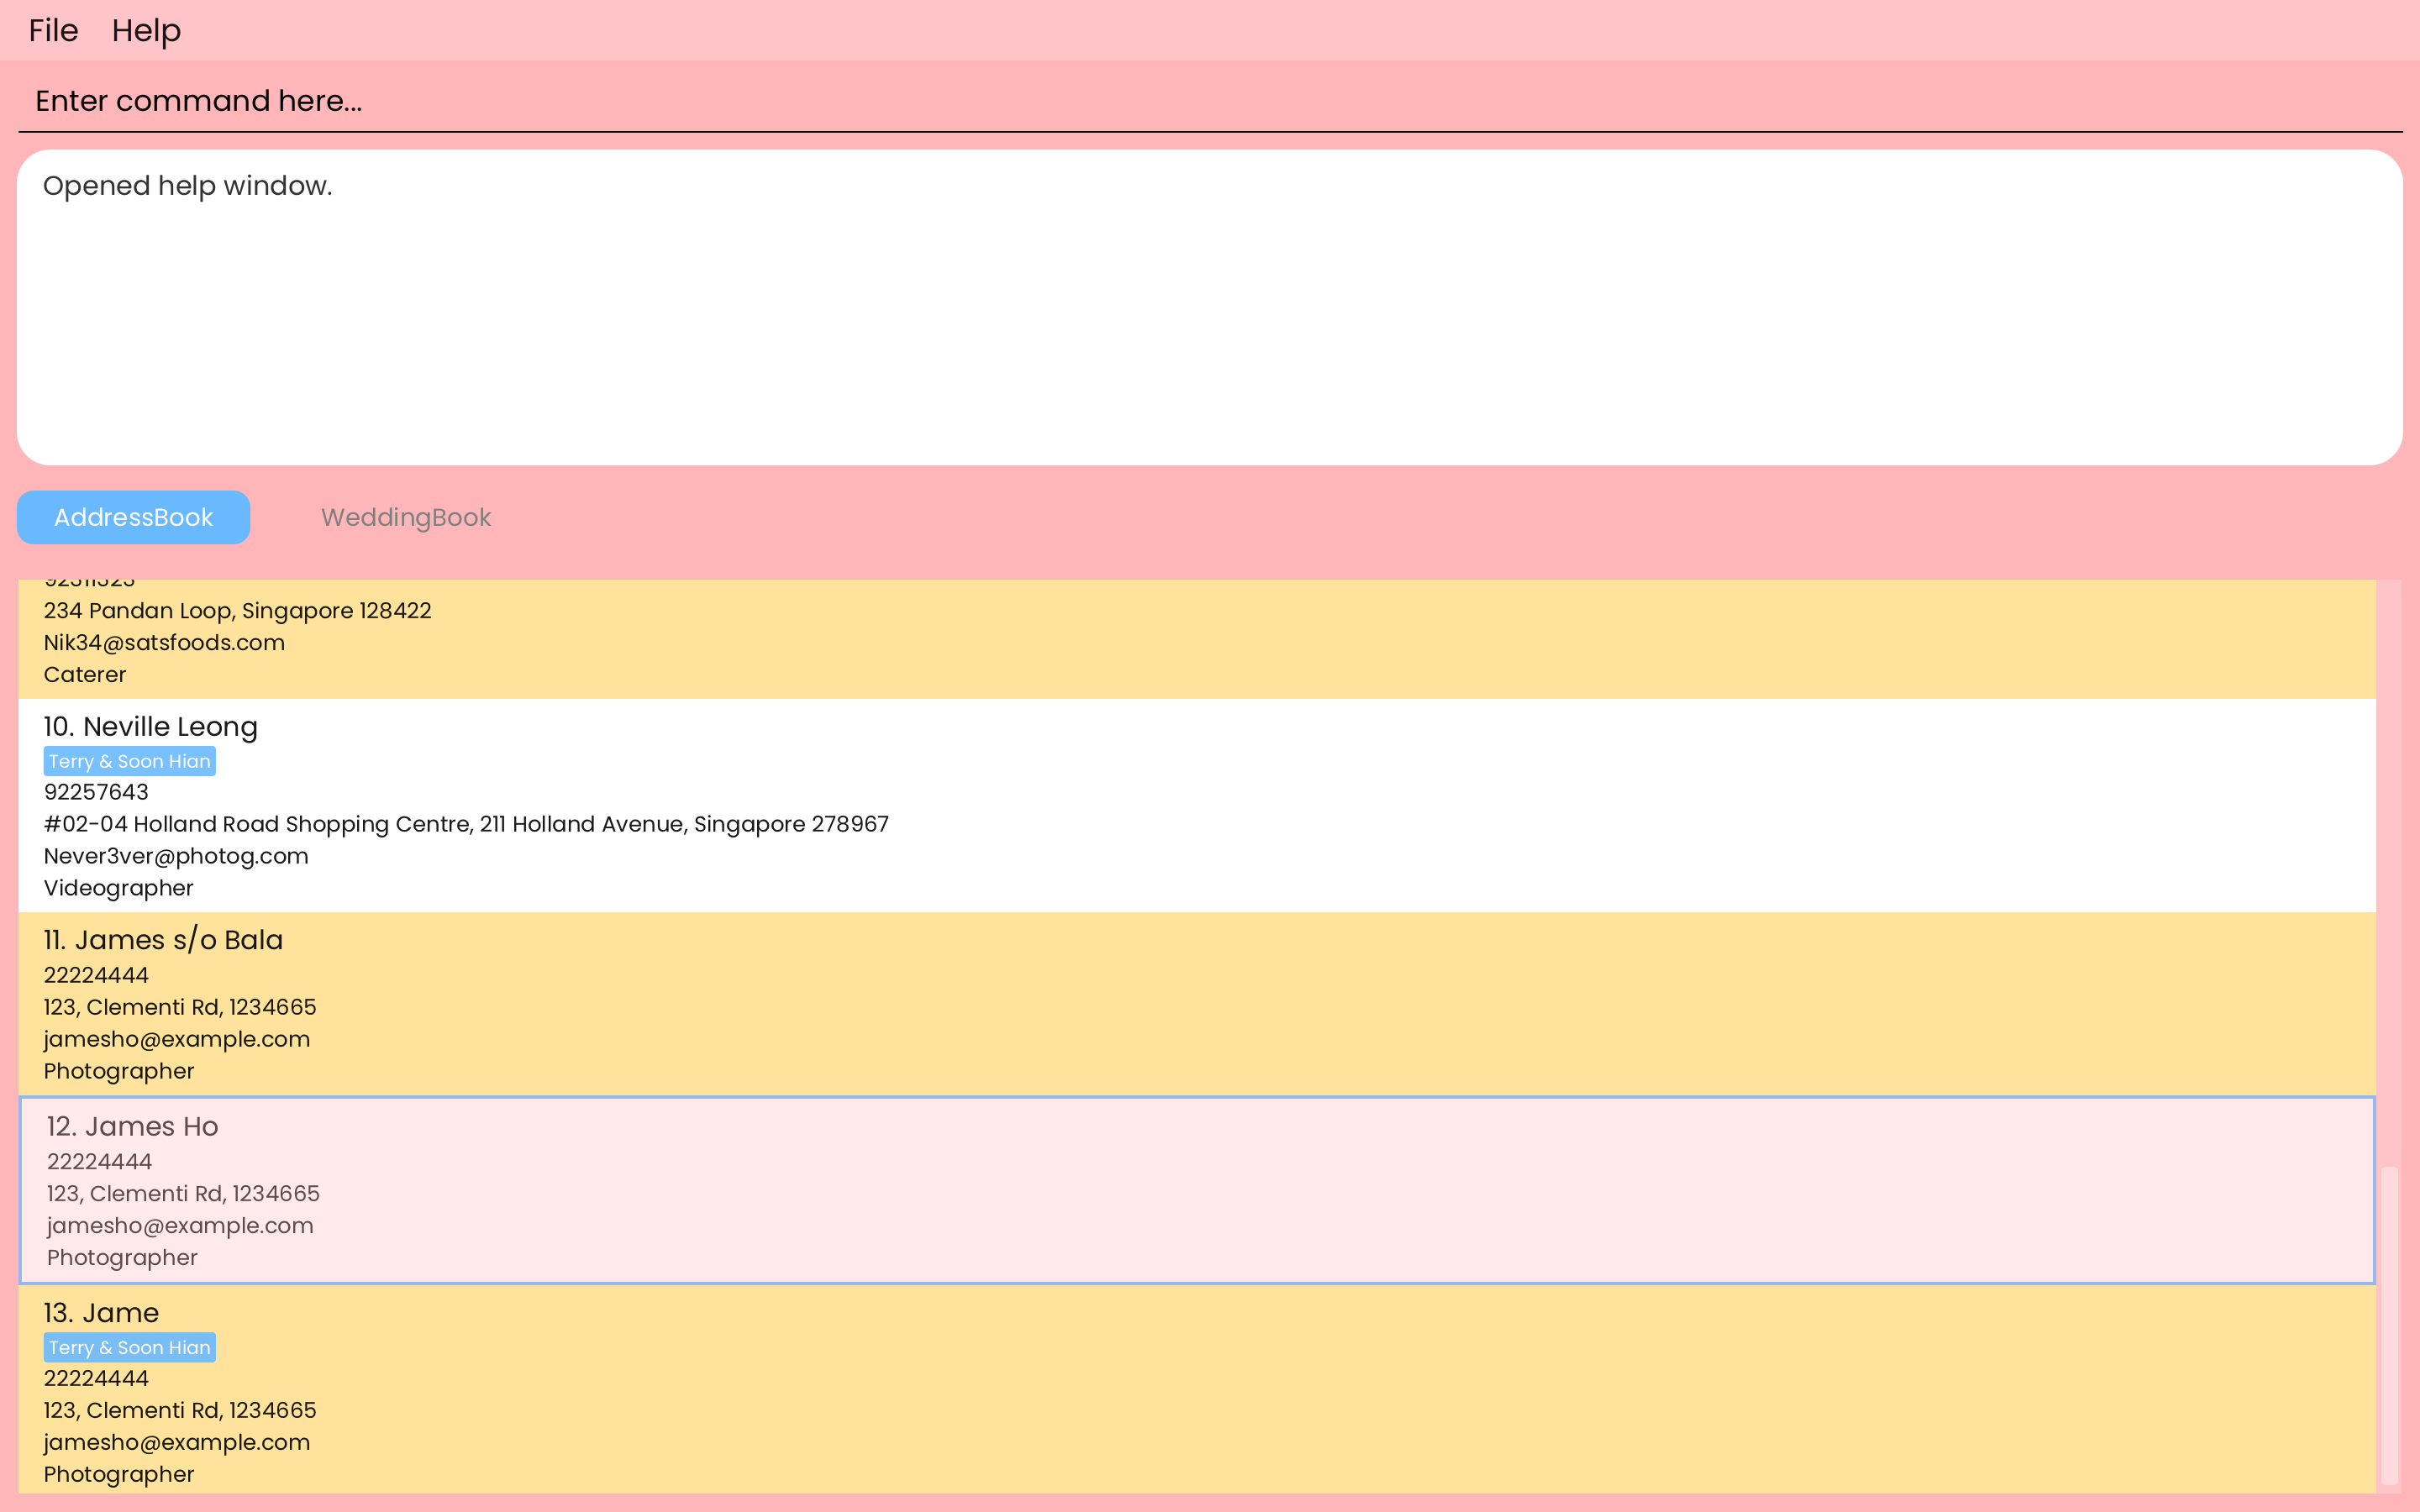 File Help
Enter command here...
Opened help window.
AddressBook WeddingBook
92311323
234 Pandan Loop, Singapore 128422
Nik34@satsfoods.com
Caterer
10. Neville Leong
Terry & Soon Hian
92257643
#02-04 Holland Road Shopping Centre, 211 Holland Avenue, Singapore 278967
Never3ver@photog.com
Videographer
11. James s/o Bala
22224444
123, Clementi Rd, 1234665
jamesho@example.com
Photographer
12. James Ho
22224444
123, Clementi Rd, 1234665
jamesho@example.com
Photographer
13. Jame
Terry & Soon Hian
22224444
123, Clementi Rd, 1234665
jamesho@example.com
Photographer